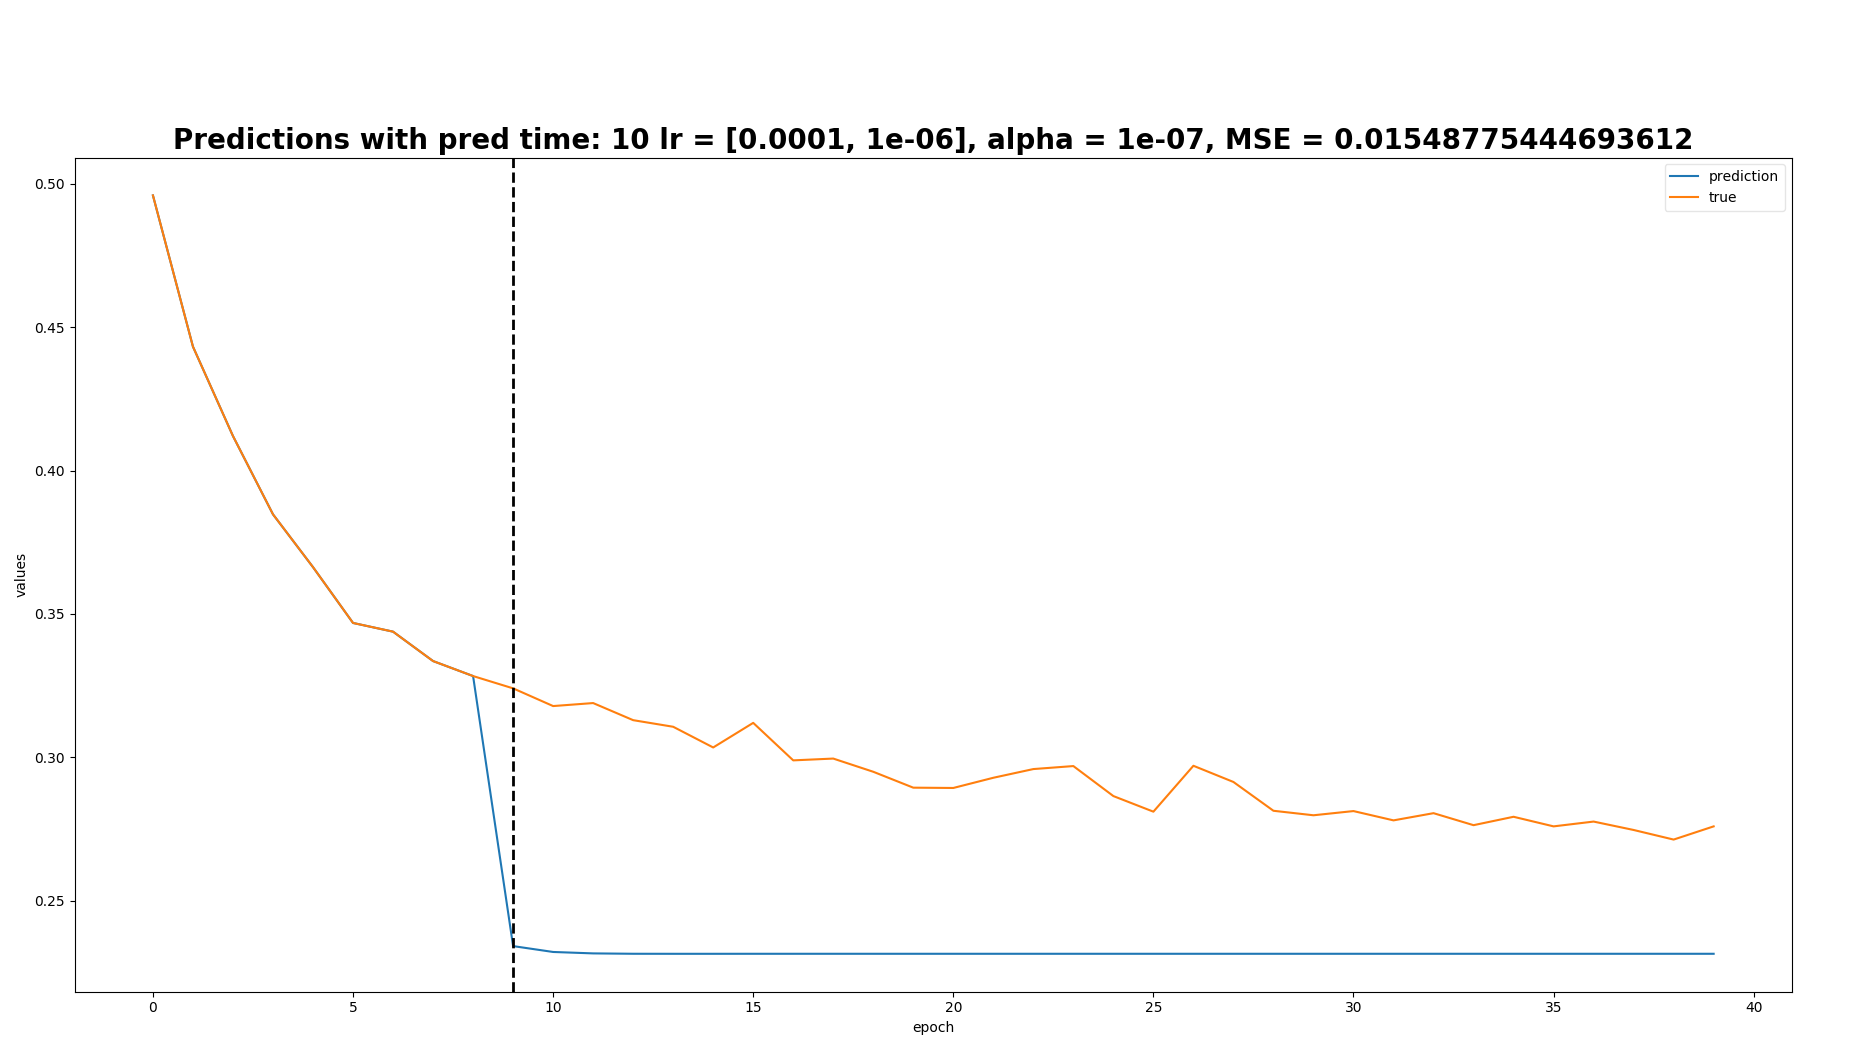 Predictions with pred time: 10 lr = [0.0001, 1e-06], alpha = 1e-07, MSE = 0.01548775444693612
prediction
true
0.50
0.45
0.40
0.35
0.30
0.25
values
0 5 10 15 20 25 30 35 40
epoch